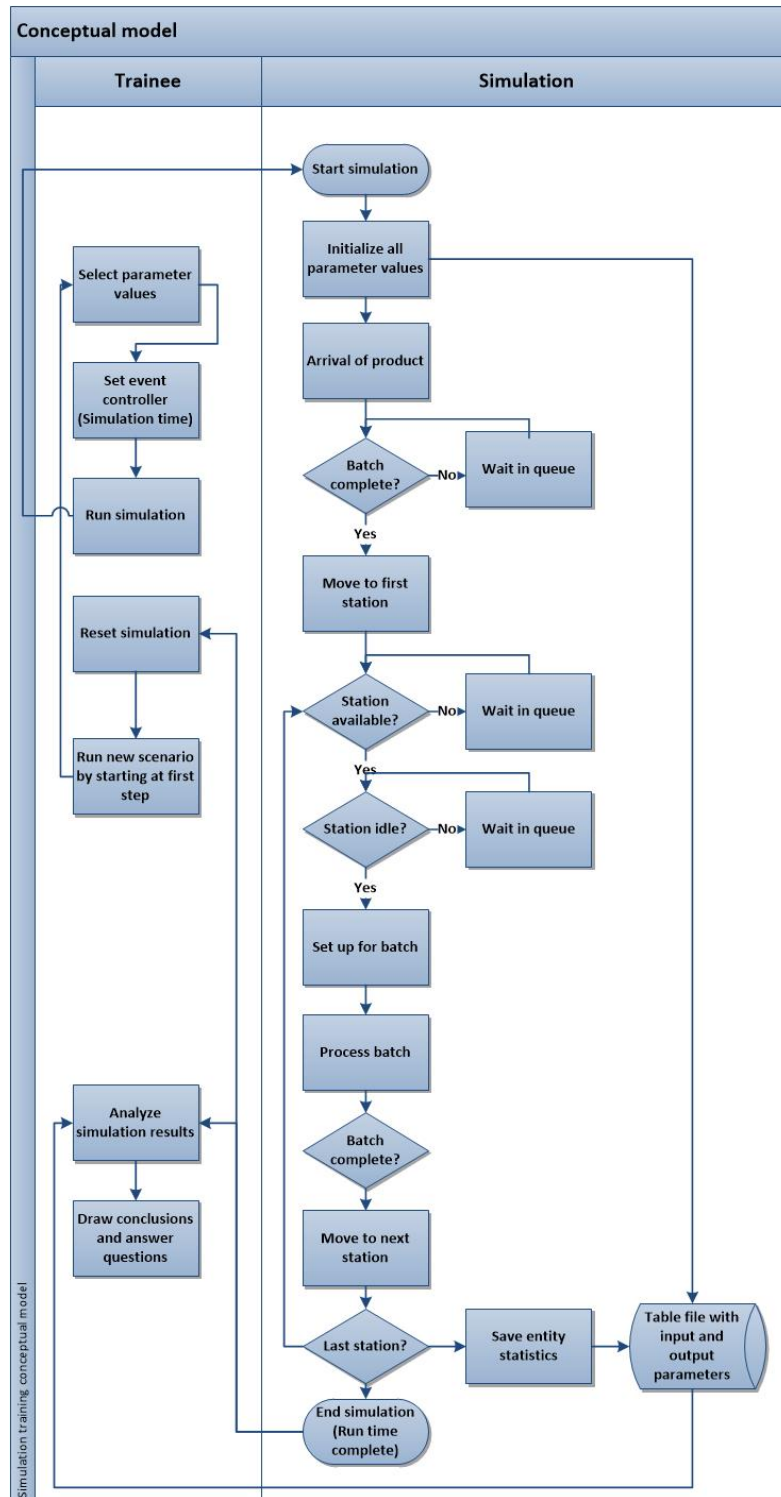 Conceptual model
Trainee
Simulation
Start simulation
Initialize all
parameter values
Select parameter
values
Arrival of product
Set event
controller
(Simulation time)
Batch
complete?
No
Wait in queue
Run simulation
Yes
Move to first
station
Reset simulation
Station
available?
No
Wait in queue
Run new scenario
by starting at first
step
Yes
Station idle?
No
Wait in queue
Yes
Set up for batch
Process batch
Analyze
simulation results
Batch
complete?
Draw conclusions
and answer
questions
Move to next
station
Last station?
Save entity
statistics
Table file with
input and
output
parameters
End simulation
(Run time
complete)
Simulation training conceptual model